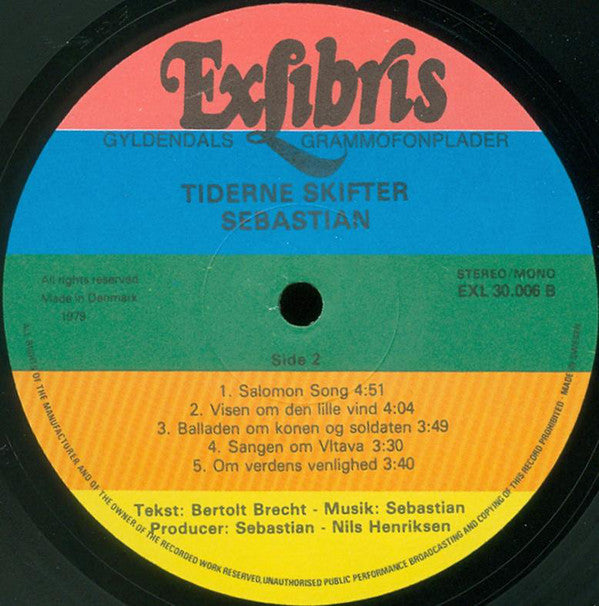 ExLibris
GYLDENDALS GRAMMOFONPLADER
TIDERNE SKIFTER
SEBASTIAN
All rights reserved
Made in Denmark
1978
STEREO/MONO
EXL 30.006 B
Side 2
1. Salomon Song 4:51
2. Visen om den lille vind 4:04
3. Balladen om konen og soldaten 3:49
4. Sangen om Vltava 3:30
5. Om verdens venlighed 3:40
Tekst: Bertolt Brecht - Musik: Sebastian
Producer: Sebastian - Nils Henriksen
ALL RIGHTS OF THE MANUFACTURER AND OF THE OWNER OF THE RECORDED WORK RESERVED, UNAUTHORISED PUBLIC PERFORMANCE BROADCASTING AND COPYING OF THIS RECORD PROHIBITED · MADE